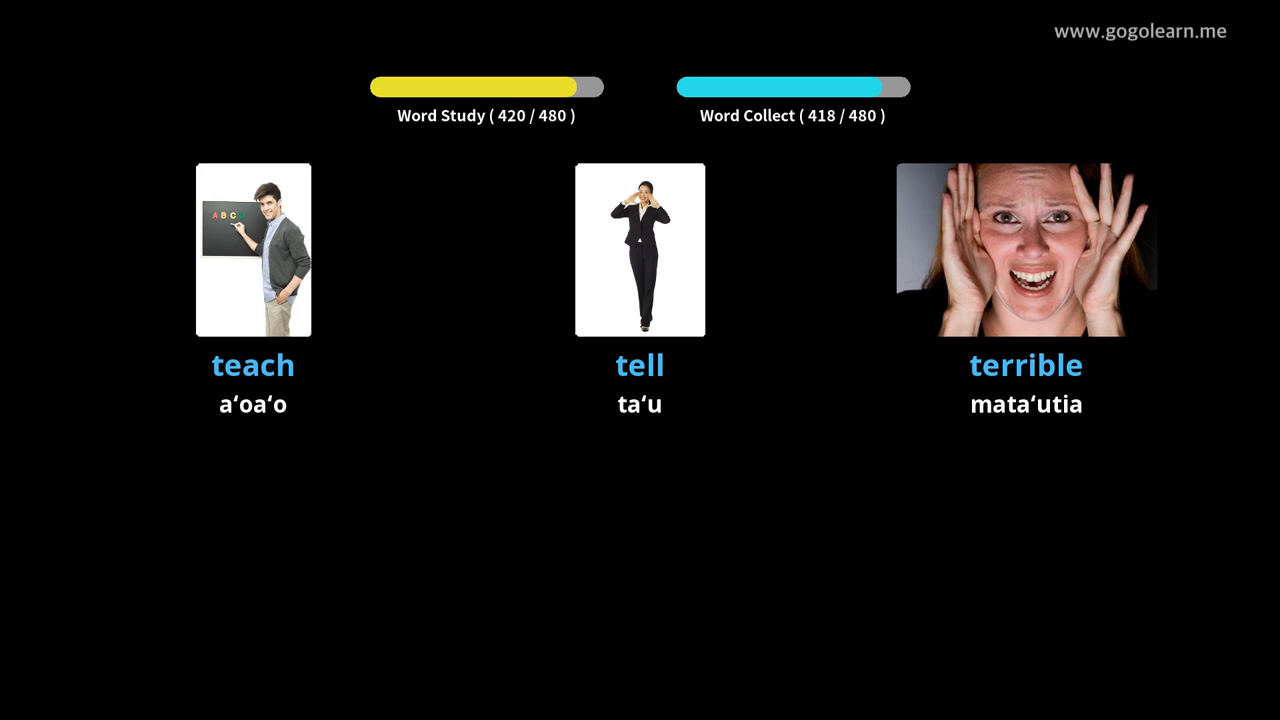 www.gogolearn.me
Word Study ( 420 / 480 )
Word Collect ( 418 / 480 )
A B C D
teach
tell
terrible
a‘oa‘o
ta‘u
mata‘utia